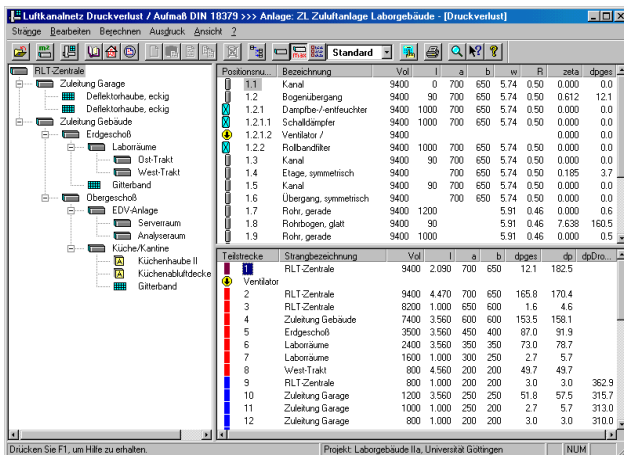 Luftkanalnetz Druckverlust / Aufmaß DIN 18379 >>> Anlage: ZL Zuluftanlage Laborgebäude - [Druckverlust]
Stränge Bearbeiten Berechnen Ausdruck Ansicht ?
Standard
RLT-Zentrale
Zuleitung Garage
Deflektorhaube, eckig
Deflektorhaube, eckig
Zuleitung Gebäude
Erdgeschoß
Laborräume
Ost-Trakt
West-Trakt
Gitterband
Obergeschoß
EDV-Anlage
Serverraum
Analyseraum
Küche/Kantine
Küchenhaube II
Küchenabluftdecke
Gitterband
Positionsnu... Bezeichnung Vol l a b w R zeta dpges
1.1 Kanal 9400 0 700 650 5.74 0.50 0.000 0.0
1.2 Bogenübergang 9400 90 700 650 5.74 0.50 0.612 12.1
1.2.1 Dampfbe-/-entfeuchter 9400 1000 700 650 5.74 0.50 0.000 0.0
1.2.1.1 Schalldämpfer 9400 1000 700 650 5.74 0.50 0.000 0.0
1.2.1.2 Ventilator / 9400 0.000 0.0
1.2.2 Rollbandfilter 9400 1000 700 650 5.74 0.50 0.000 0.0
1.3 Kanal 9400 90 700 650 5.74 0.50 0.000 0.0
1.4 Etage, symmetrisch 9400 700 650 5.74 0.50 0.185 3.7
1.5 Kanal 9400 90 700 650 5.74 0.50 0.000 0.0
1.6 Übergang, symmetrisch 9400 700 650 5.74 0.50 0.000 0.0
1.7 Rohr, gerade 9400 1200 5.91 0.46 0.000 0.6
1.8 Rohrbogen, glatt 9400 90 5.91 0.46 7.638 160.5
1.9 Rohr, gerade 9400 1000 5.91 0.46 0.000 0.5
Teilstrecke Strangbezeichnung Vol l a b dpges dp dpDro...
1 RLT-Zentrale 9400 2.090 700 650 12.1 182.5
Ventilator
2 RLT-Zentrale 9400 4.470 700 650 165.8 170.4
3 RLT-Zentrale 8200 1.000 650 600 1.6 4.6
4 Zuleitung Gebäude 7400 3.560 600 600 153.5 158.1
5 Erdgeschoß 3500 3.560 450 400 87.0 91.9
6 Laborräume 2400 3.560 350 350 73.0 78.7
7 Laborräume 1600 1.000 300 250 2.7 5.7
8 West-Trakt 800 4.560 200 200 49.7 49.7
9 RLT-Zentrale 800 1.000 200 200 3.0 3.0 362.9
10 Zuleitung Garage 1200 3.560 250 250 51.8 57.5 315.7
11 Zuleitung Garage 1000 1.000 250 200 2.7 5.7 313.0
12 Zuleitung Garage 800 1.000 200 200 3.0 3.0 310.0
Drücken Sie F1, um Hilfe zu erhalten. Projekt: Laborgebäude IIa, Universität Göttingen NUM